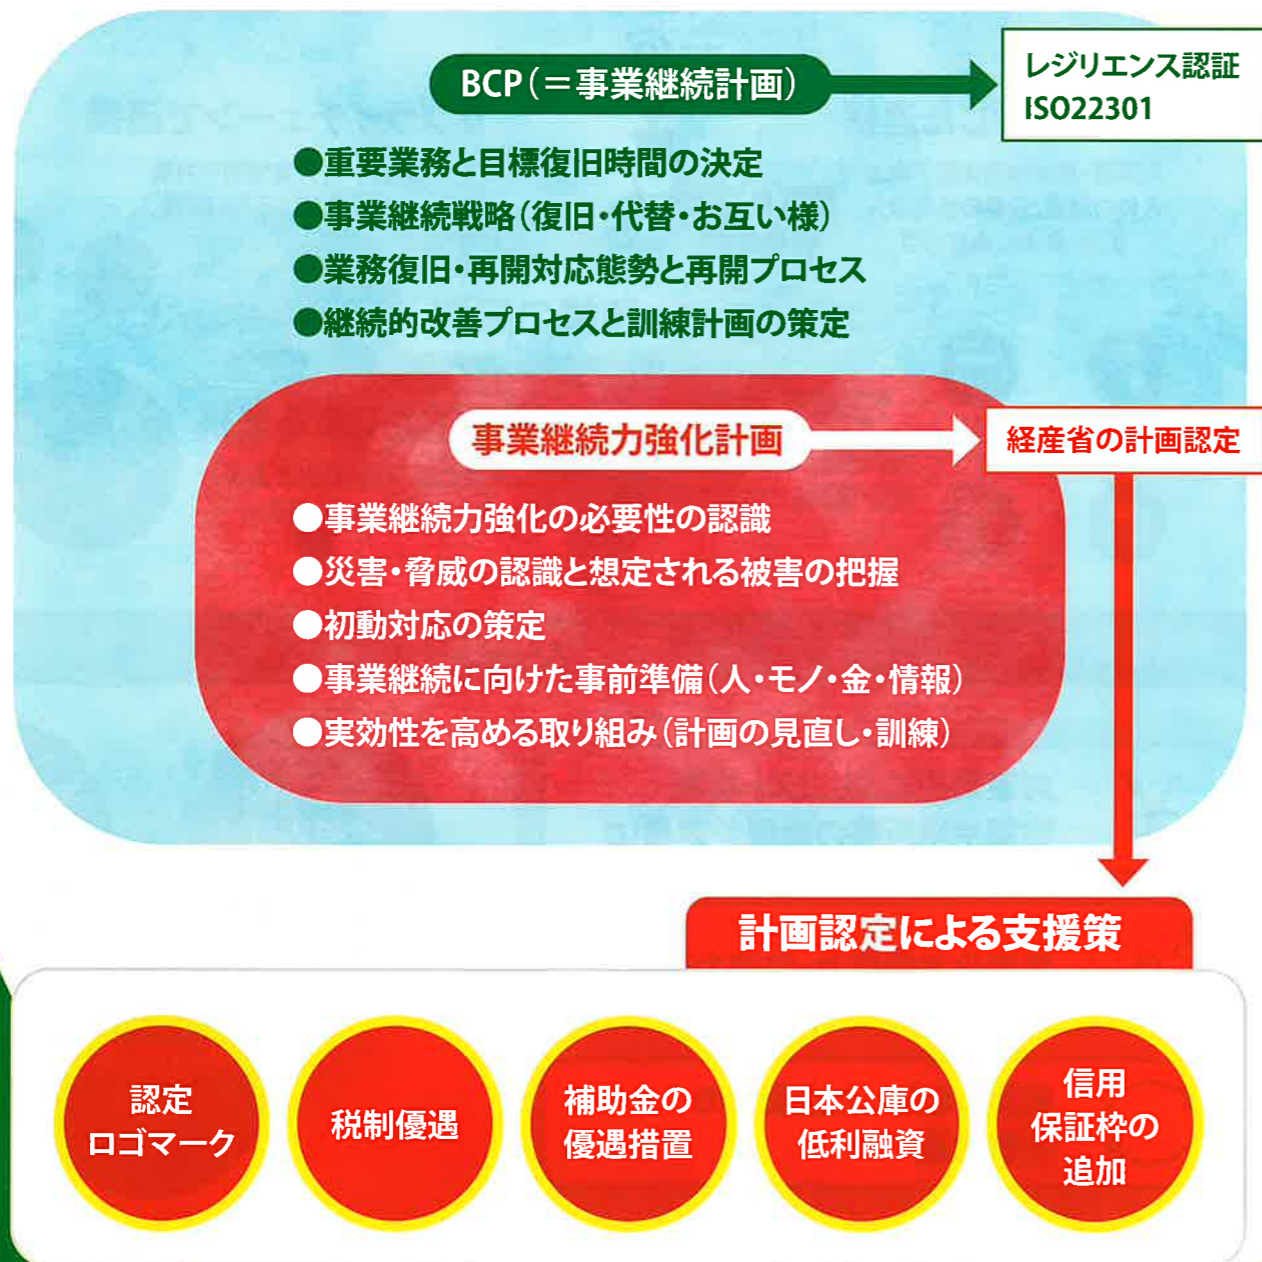 BCP（＝事業継続計画）
レジリエンス認証
ISO22301
●重要業務と目標復旧時間の決定
●事業継続戦略（復旧・代替・お互い様）
●業務復旧・再開対応態勢と再開プロセス
●継続的改善プロセスと訓練計画の策定
事業継続力強化計画
経産省の計画認定
●事業継続力強化の必要性の認識
●災害・脅威の認識と想定される被害の把握
●初動対応の策定
●事業継続に向けた事前準備（人・モノ・金・情報）
●実効性を高める取り組み（計画の見直し・訓練）
計画認定による支援策
認定
ロゴマーク
税制優遇
補助金の
優遇措置
日本公庫の
低利融資
信用
保証枠の
追加